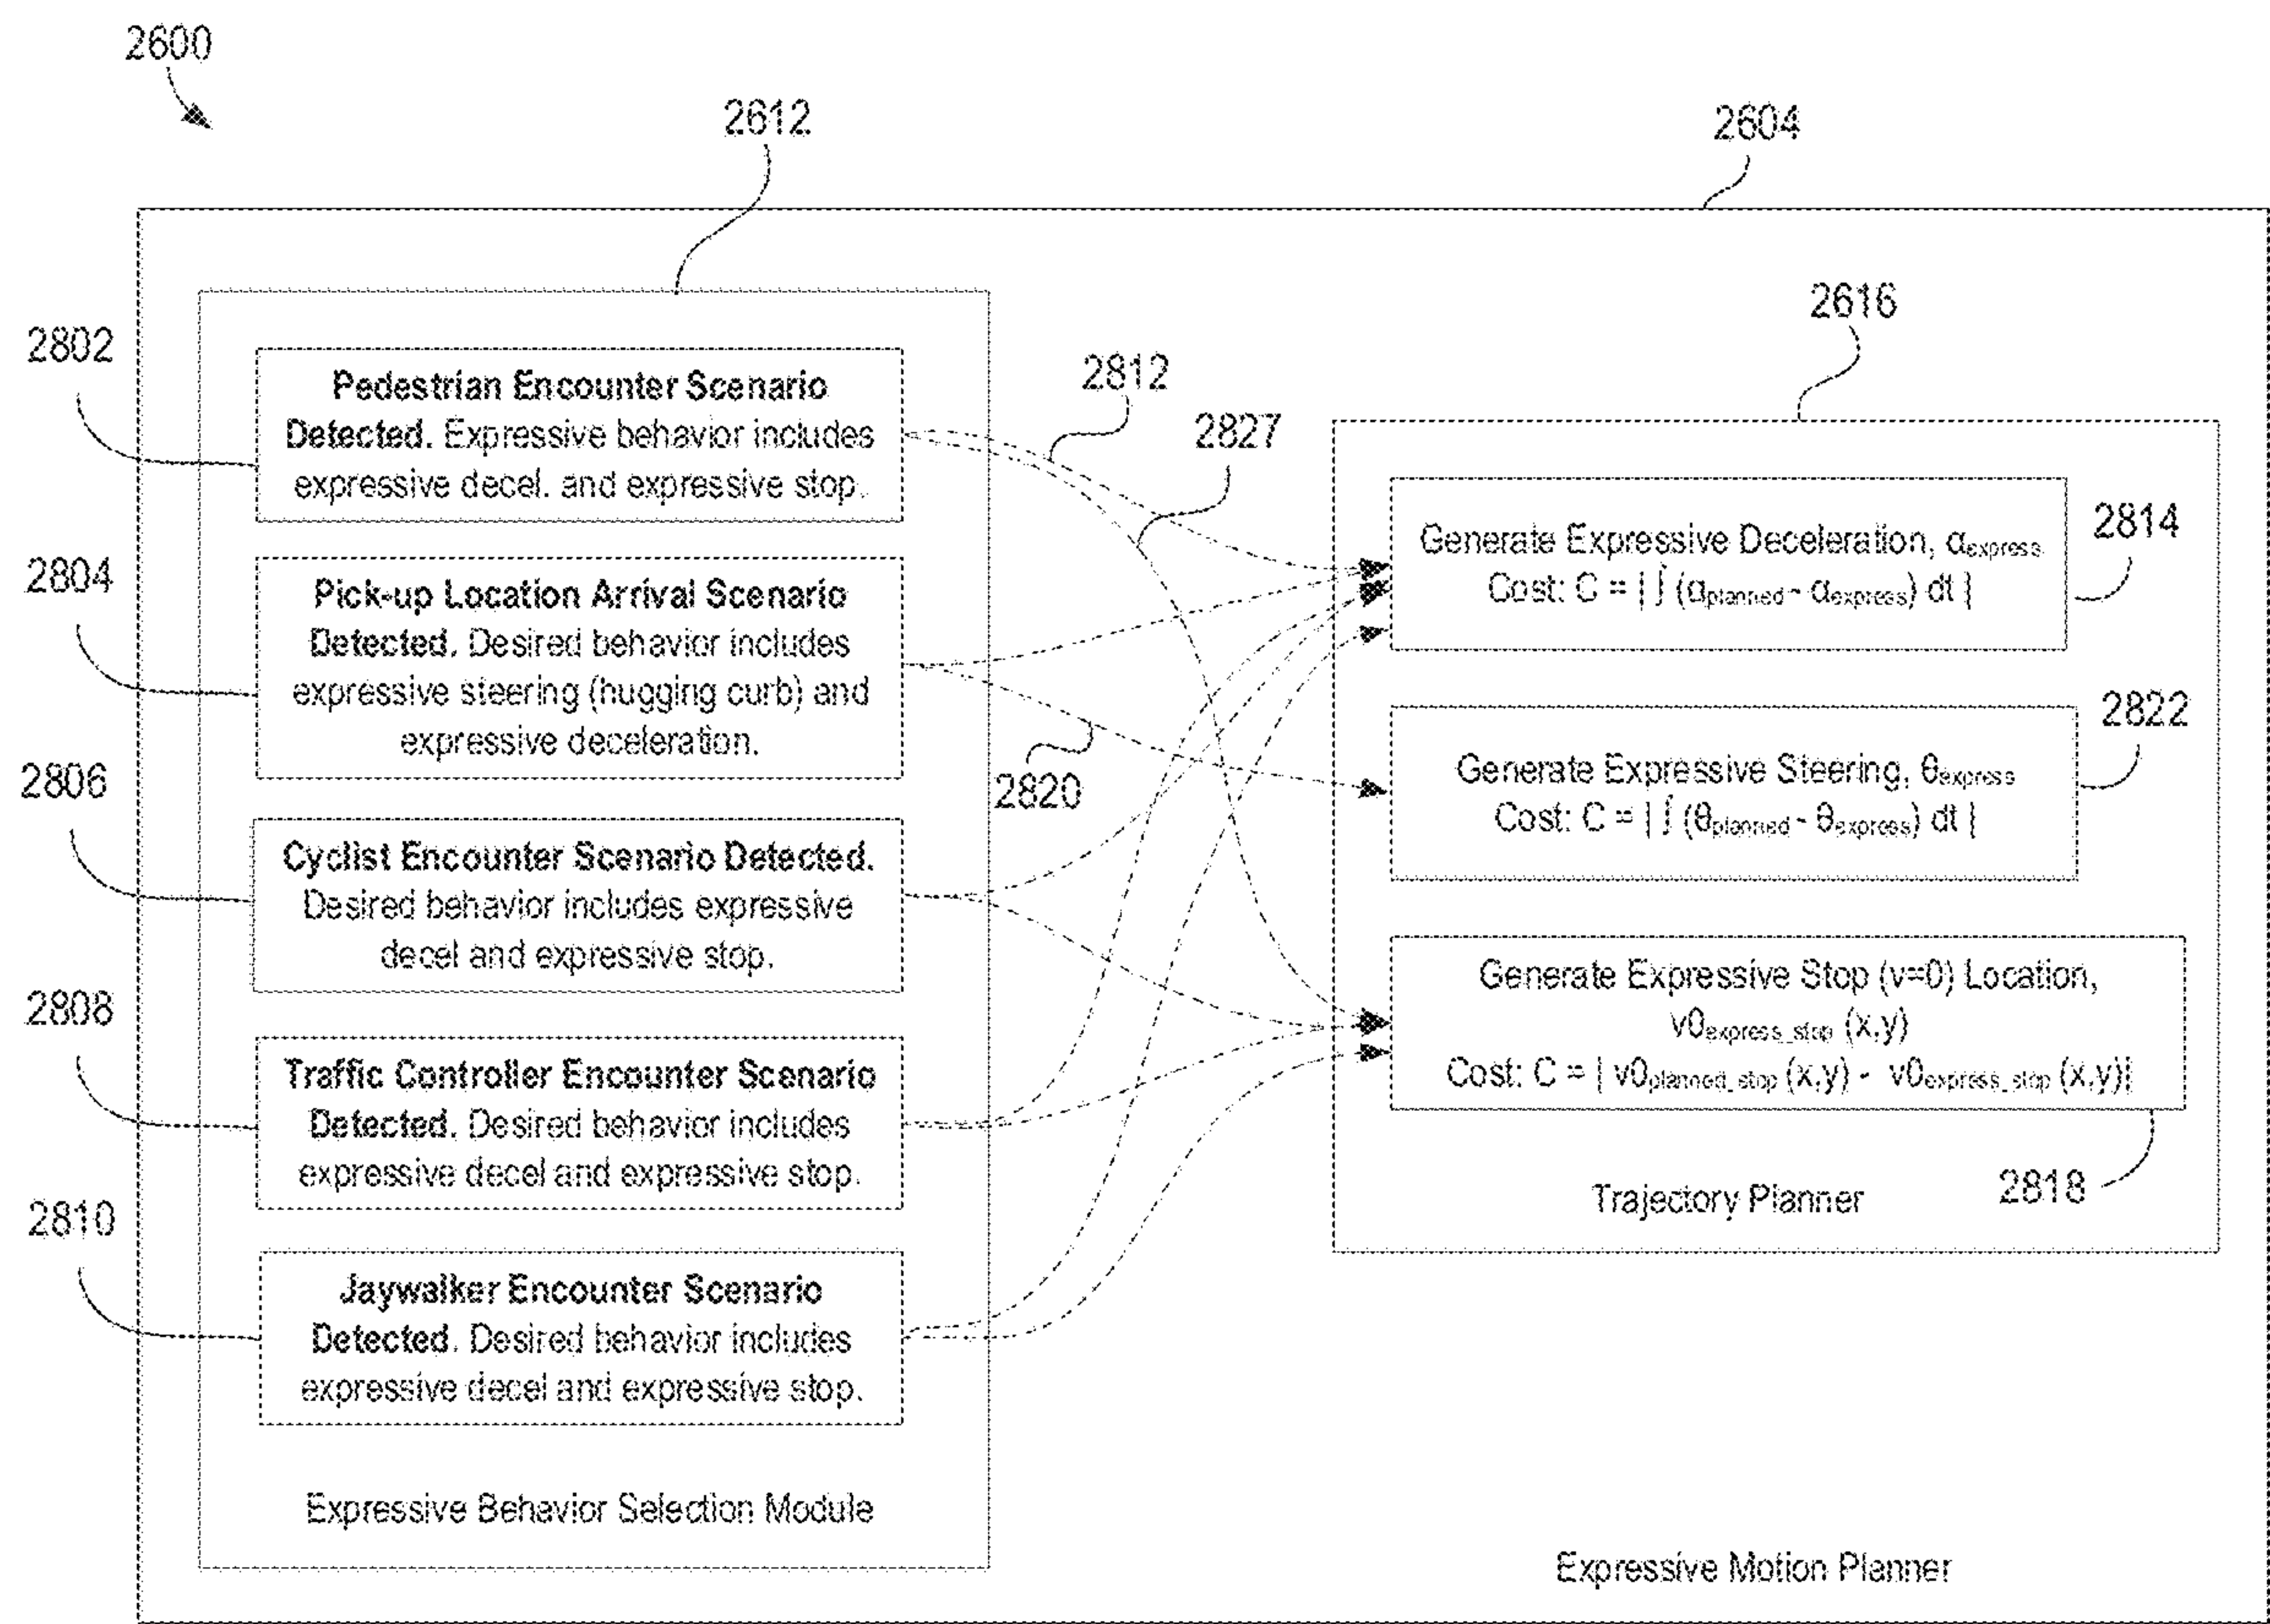 2600
2612
2604
2616
2802
Pedestrian Encounter Scenario
Detected. Expressive behavior includes
expressive decel. and expressive stop.
2812
2827
2804
Pick-up Location Arrival Scenario
Detected. Desired behavior includes
expressive steering (hugging curb) and
expressive deceleration.
2820
2806
Cyclist Encounter Scenario Detected.
Desired behavior includes expressive
decel and expressive stop.
2808
Traffic Controller Encounter Scenario
Detected. Desired behavior includes
expressive decel and expressive stop.
2810
Jaywalker Encounter Scenario
Detected. Desired behavior includes
expressive decel and expressive stop.
Expressive Behavior Selection Module
Generate Expressive Deceleration, αexpress
Cost: C = | ∫ (αplanned - αexpress) dt |
2814
Generate Expressive Steering, θexpress
Cost: C = | ∫ (θplanned - θexpress) dt |
2822
Generate Expressive Stop (v=0) Location,
v0express_stop (x,y)
Cost: C = | v0planned_stop (x,y) - v0express_stop (x,y)|
2818
Trajectory Planner
Expressive Motion Planner